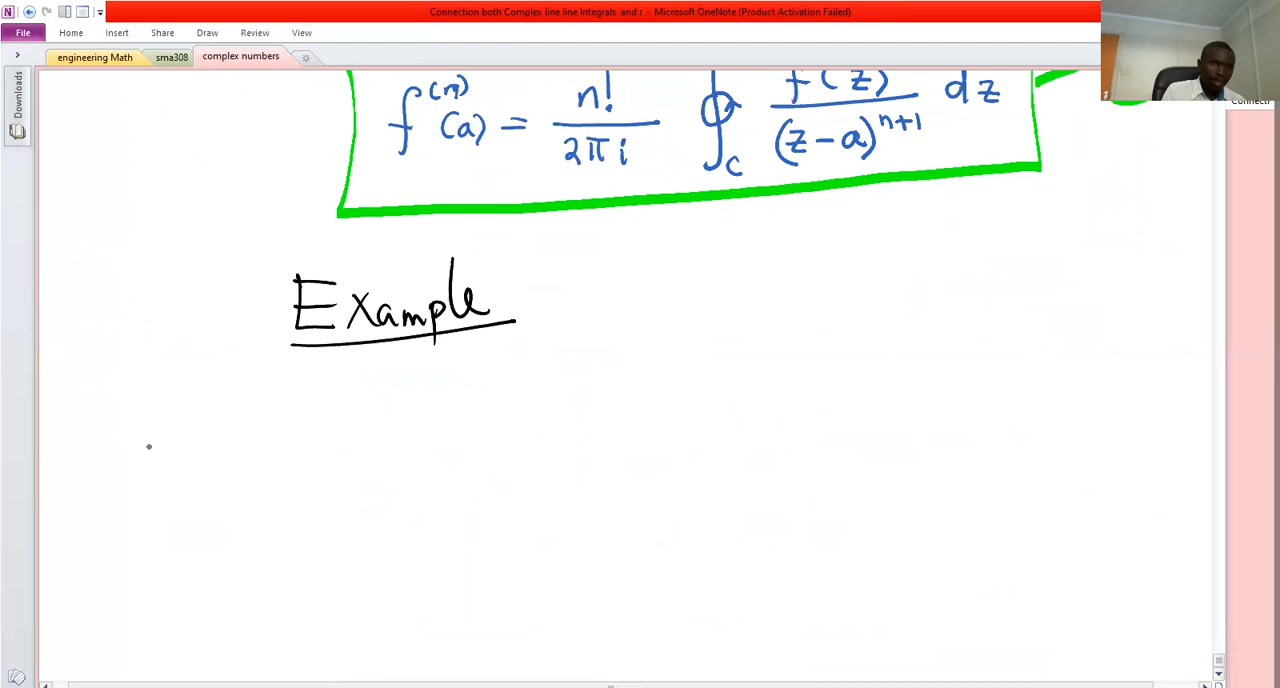 Connection both Complex line line Integrals and r - Microsoft OneNote (Product Activation Failed)
File Home Insert Share Draw Review View
engineering Math sma308 complex numbers
Downloads
f^(n)(a) = n!/2πi ∮_C f(z)/(z-a)^n+1 dz
Example